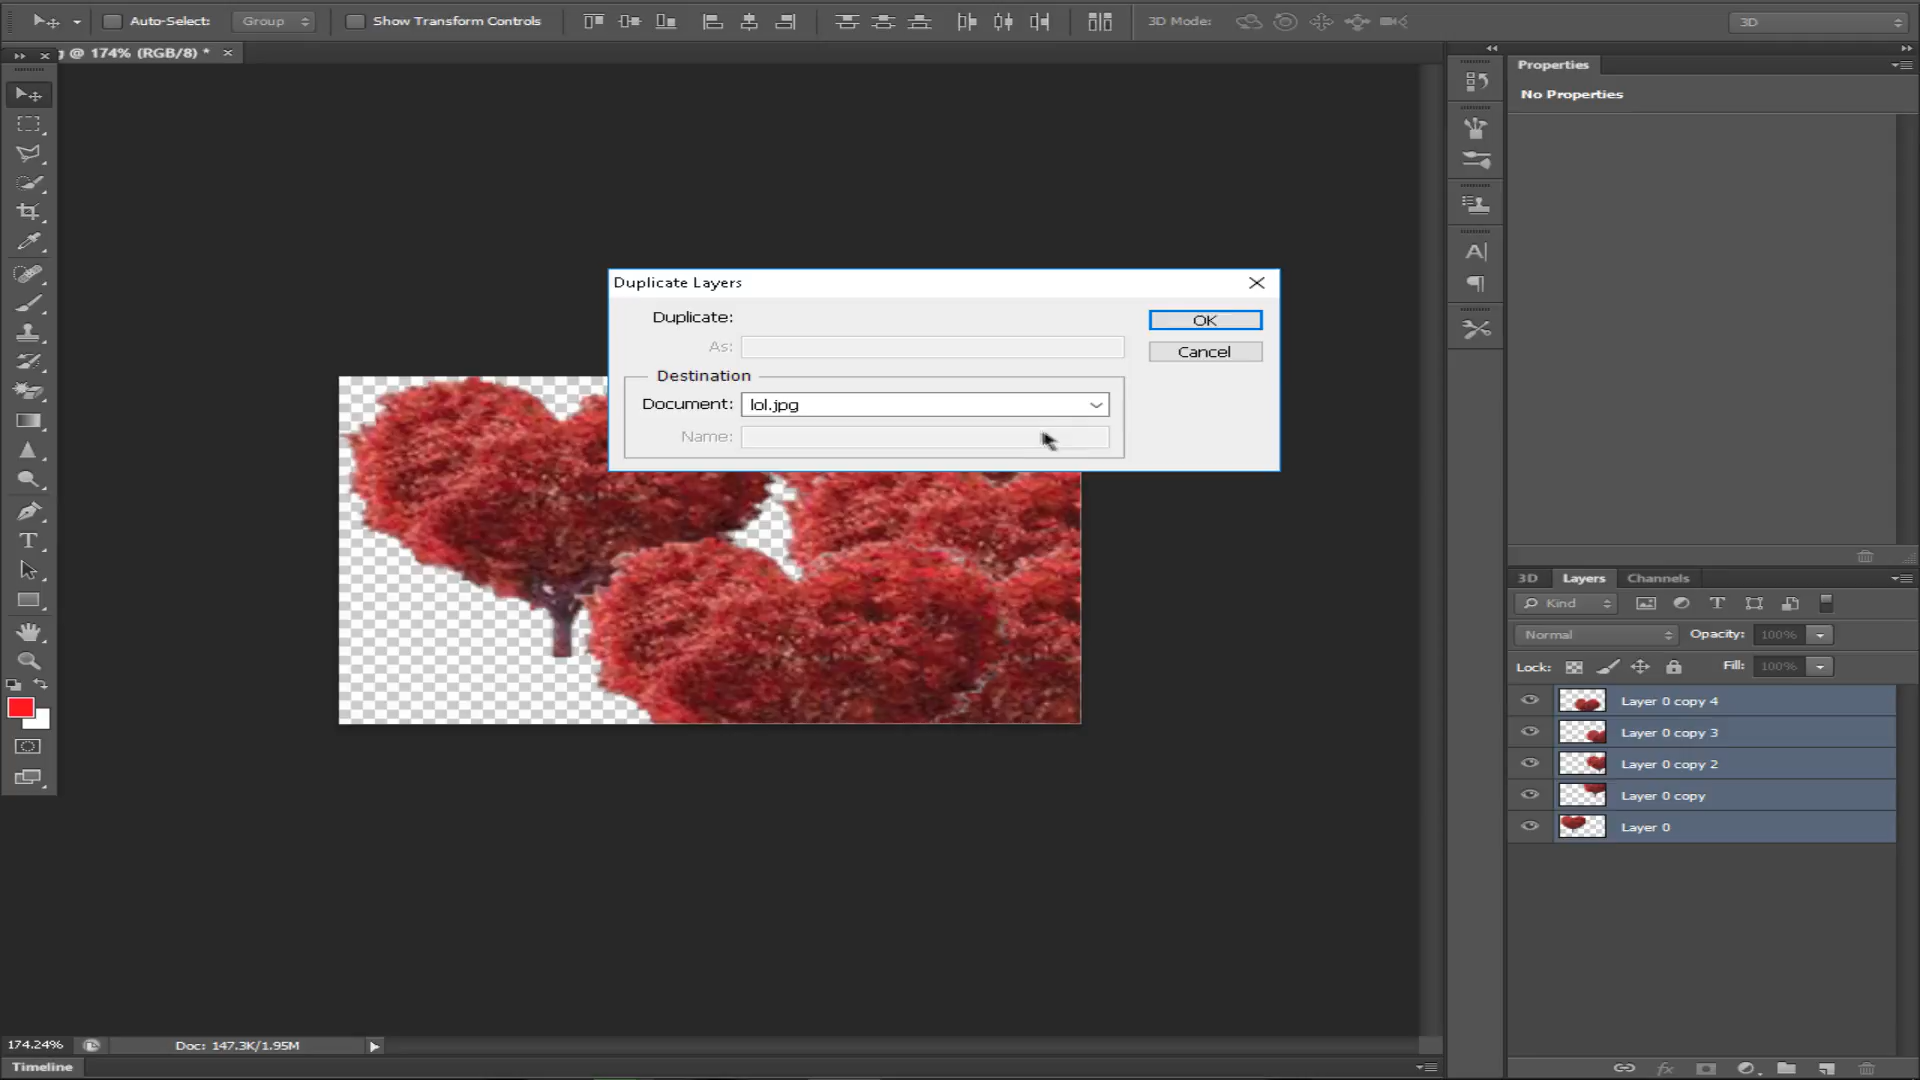 Auto-Select:
Group
Show Transform Controls
3D Mode:
3D
g @ 174% (RGB/8) *
Properties
No Properties
Duplicate Layers
Duplicate:
OK
As:
Cancel
Destination
Document:
lol.jpg
Name:
3D
Layers
Channels
Kind
Normal
Opacity:
100%
Lock:
Fill:
100%
Layer 0 copy 4
Layer 0 copy 3
Layer 0 copy 2
Layer 0 copy
Layer 0
174.24%
Doc: 147.3K/1.95M
Timeline